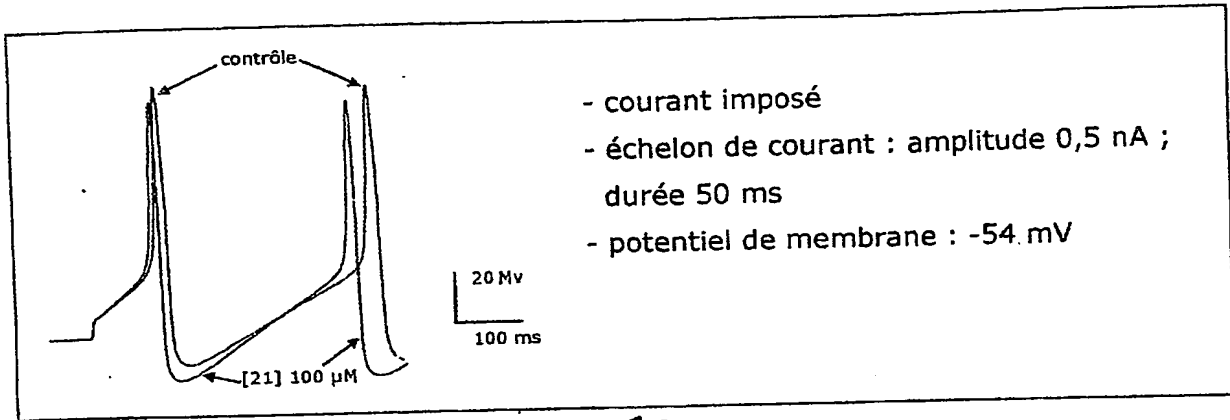 contrôle
- courant imposé
- échelon de courant : amplitude 0,5 nA ;
durée 50 ms
- potentiel de membrane : -54 mV
20 Mv
100 ms
[21] 100 µM